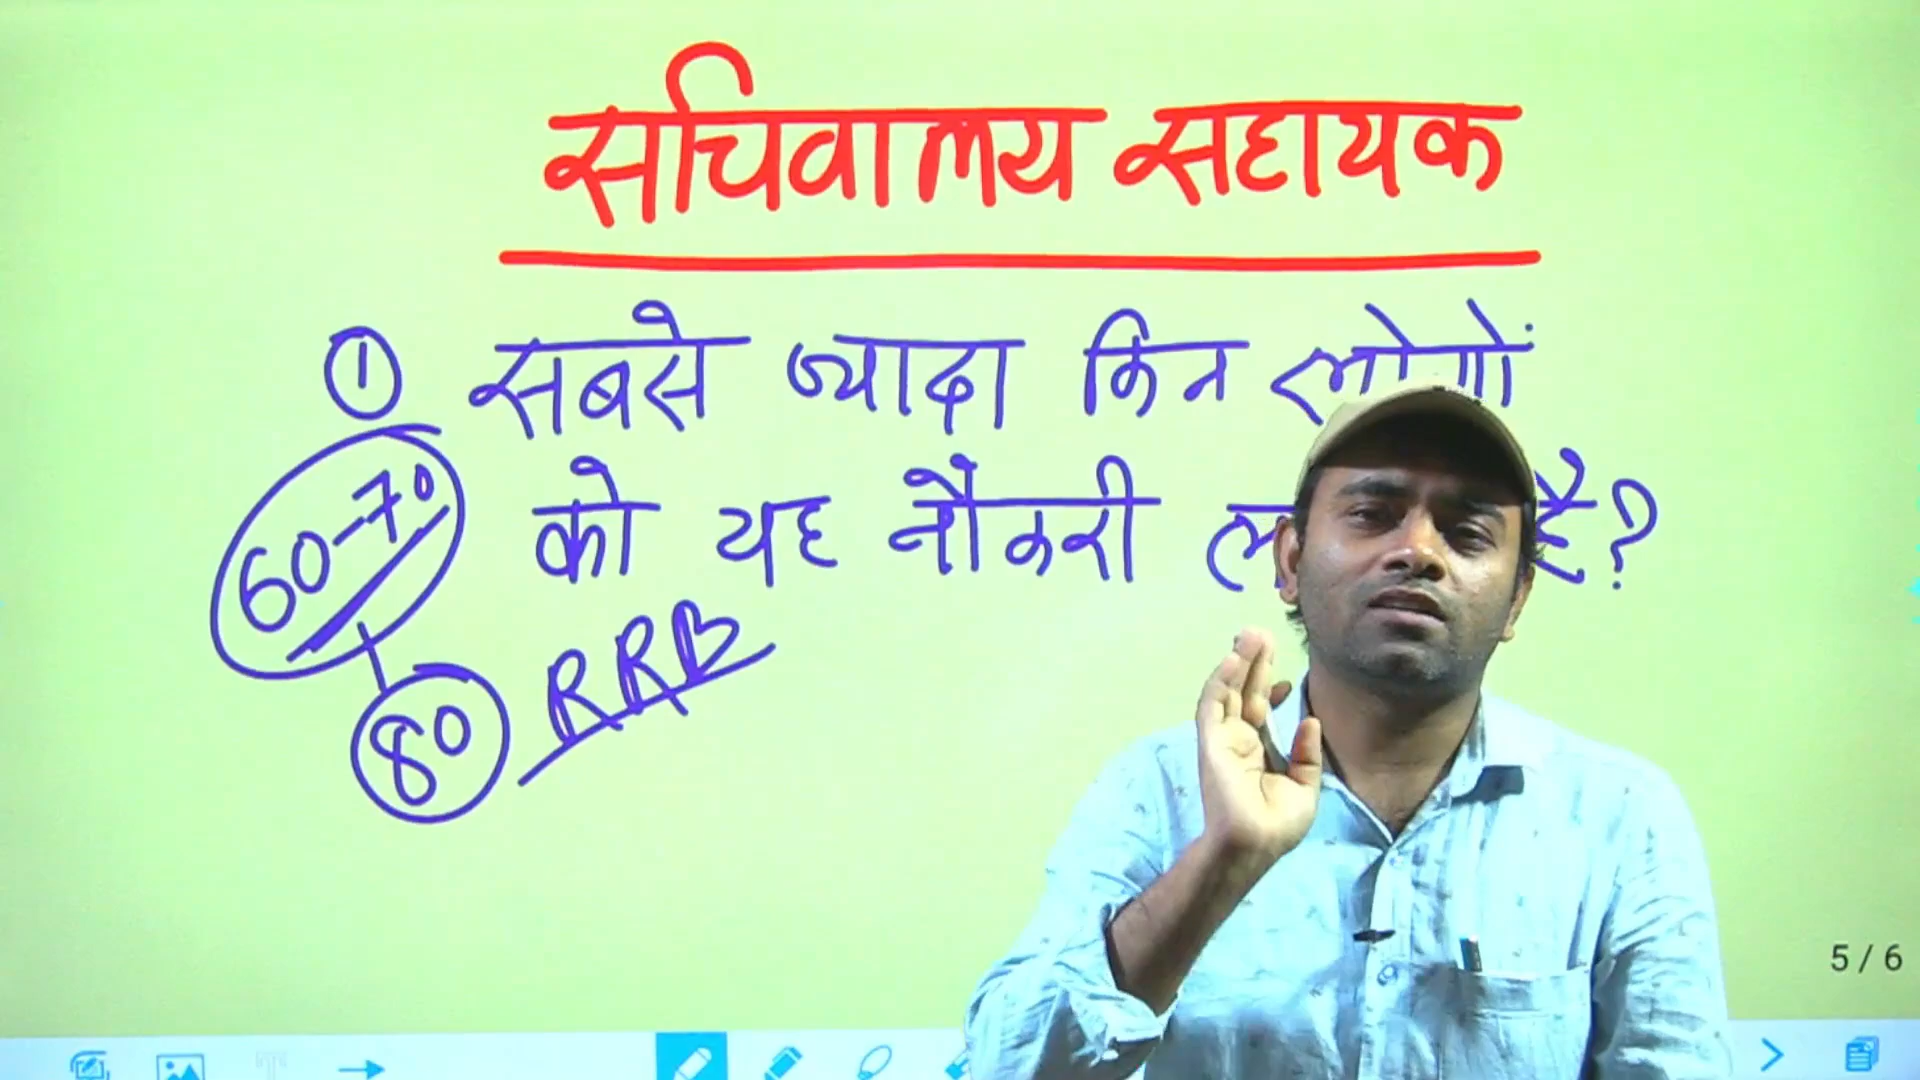 सचिवालय सहायक
① सबसे ज्यादा किन लोगों
को यह नौकरी है?
60-70
80
RRB
5 / 6